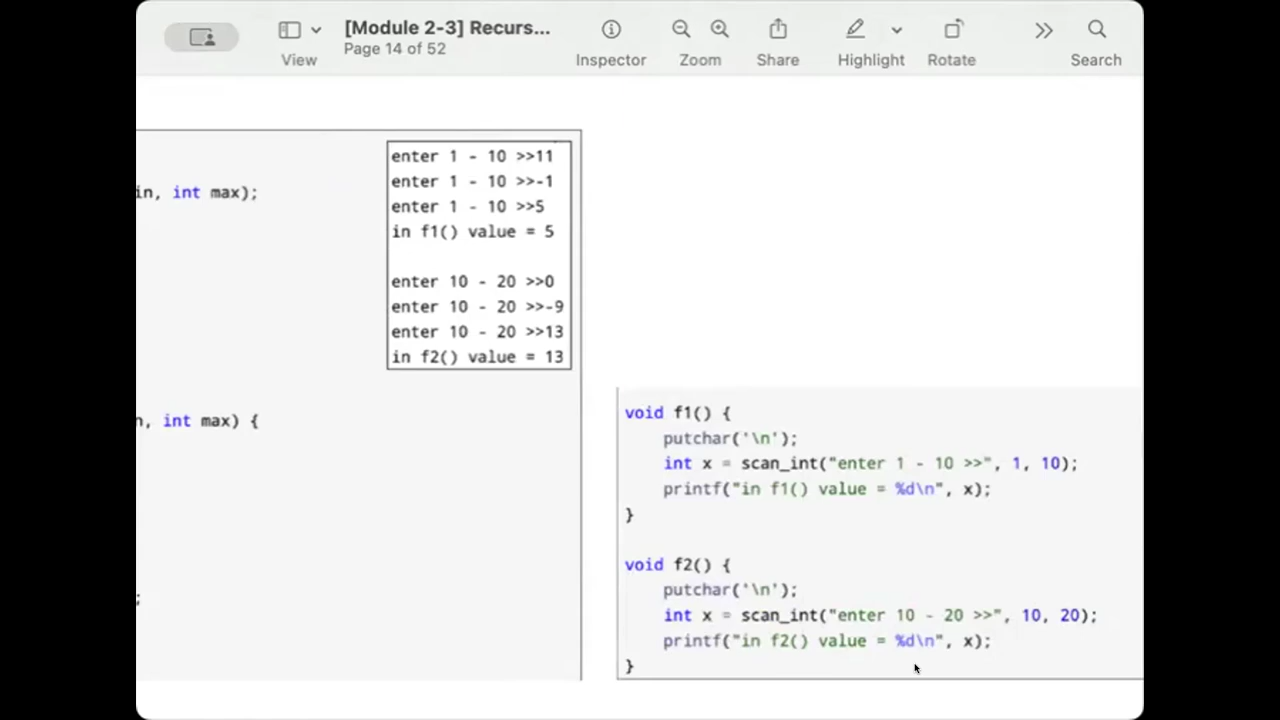 [Module 2-3] Recurs...
Page 14 of 52
View
Inspector
Zoom
Share
Highlight
Rotate
Search
in, int max);
n, int max) {
;
enter 1 - 10 >>11
enter 1 - 10 >>-1
enter 1 - 10 >>5
in f1() value = 5
enter 10 - 20 >>0
enter 10 - 20 >>-9
enter 10 - 20 >>13
in f2() value = 13
void f1() {
putchar('\n');
int x = scan_int("enter 1 - 10 >>", 1, 10);
printf("in f1() value = %d\n", x);
}
void f2() {
putchar('\n');
int x = scan_int("enter 10 - 20 >>", 10, 20);
printf("in f2() value = %d\n", x);
}